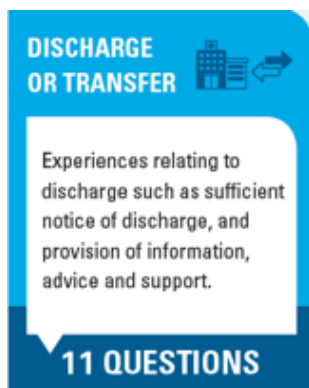 DISCHARGE
OR TRANSFER
Experiences relating to
discharge such as sufficient
notice of discharge, and
provision of information,
advice and support.
11 QUESTIONS